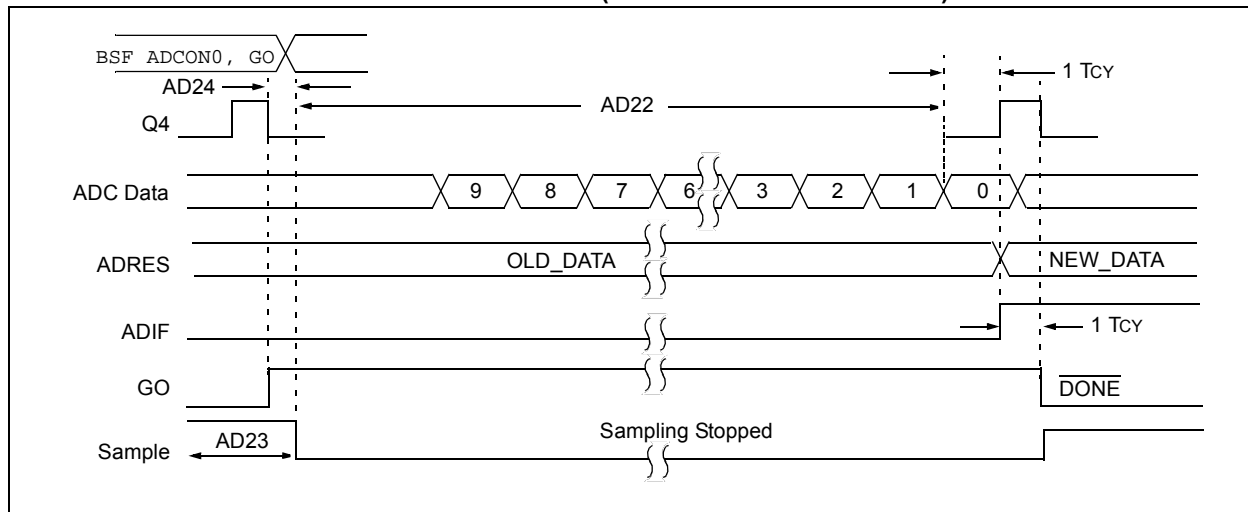 BSF ADCON0, GO
1 TCY
AD24
AD22
Q4
ADC Data
9 8 7 6 3 2 1 0
ADRES
OLD_DATA
NEW_DATA
ADIF
1 TCY
GO
DONE
Sampling Stopped
AD23
Sample